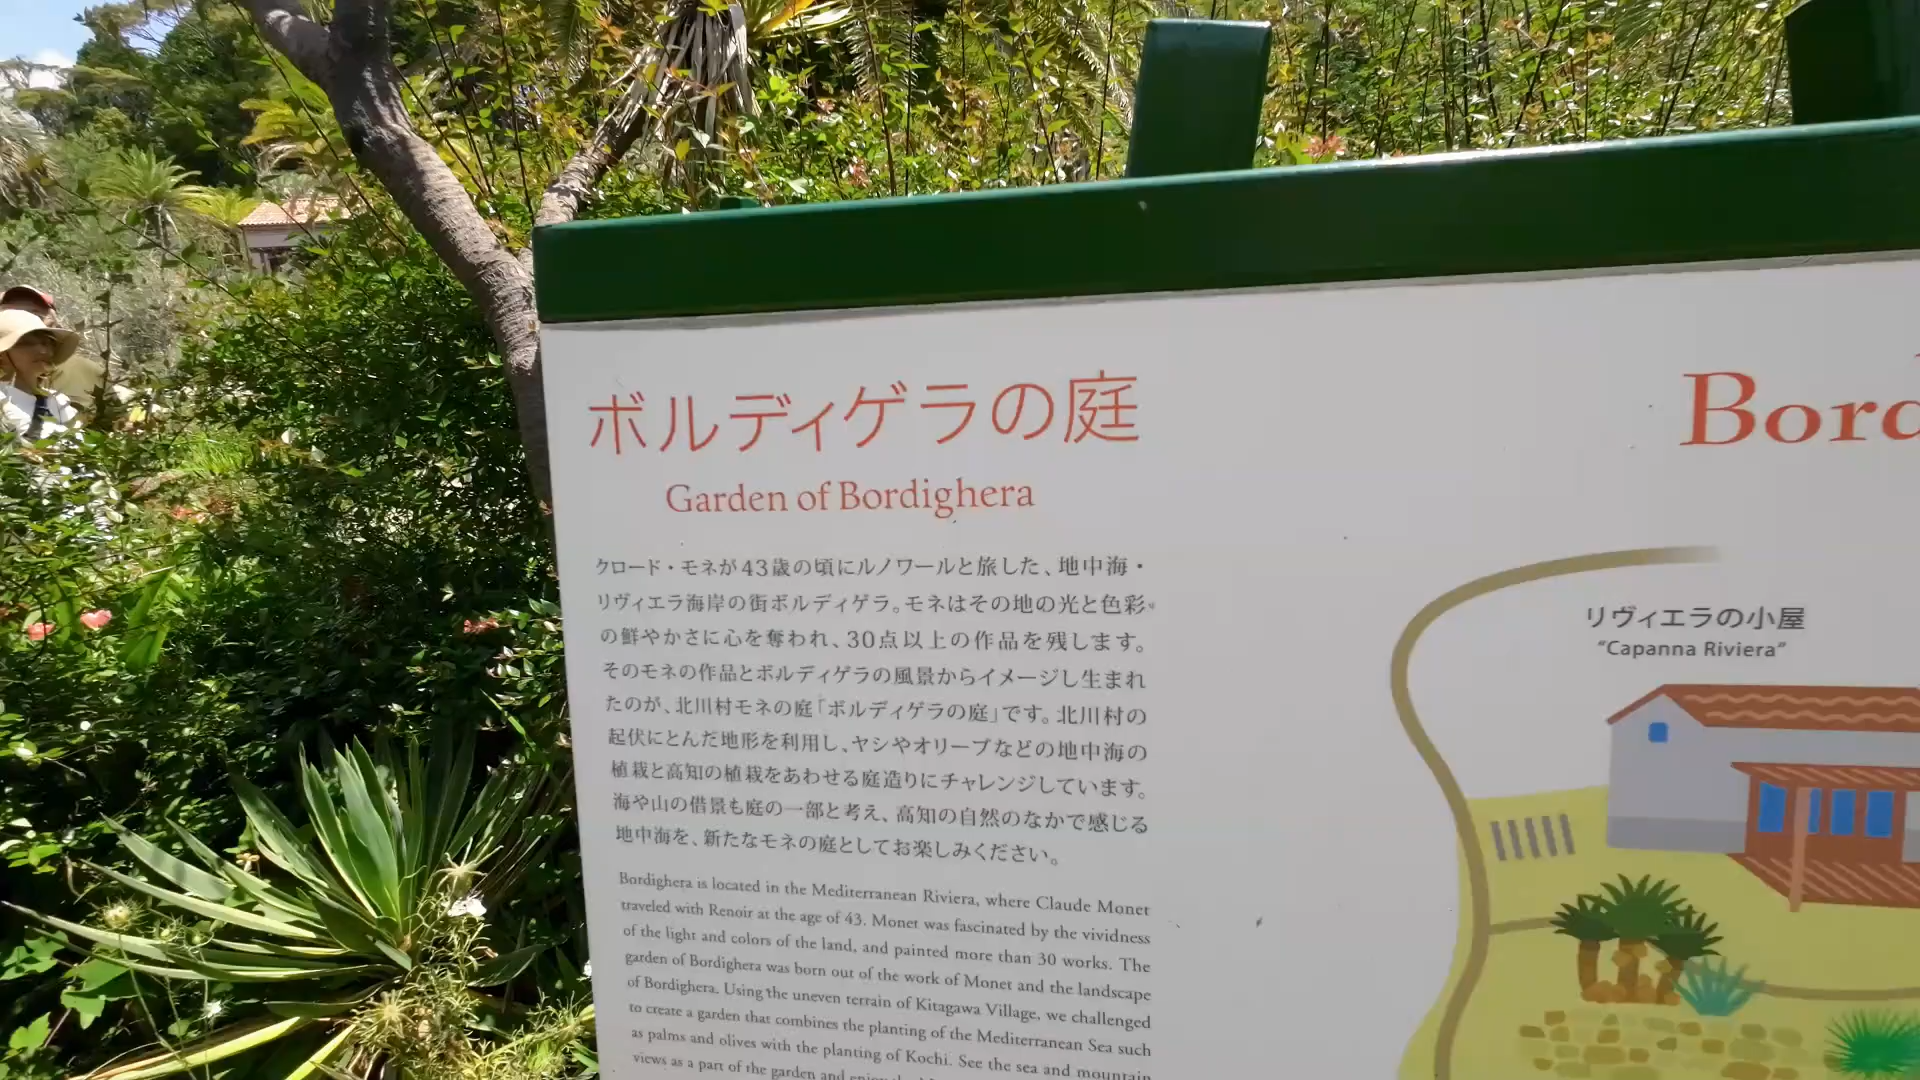 ボルディゲラの庭
Garden of Bordighera
クロード・モネが43歳の頃にルノワールと旅した、地中海・
リヴィエラ海岸の街ボルディゲラ。モネはその地の光と色彩
の鮮やかさに心を奪われ、30点以上の作品を残します。
そのモネの作品とボルディゲラの風景からイメージし生まれ
たのが、北川村モネの庭「ボルディゲラの庭」です。北川村の
起伏にとんだ地形を利用し、ヤシやオリーブなどの地中海の
植栽と高知の植栽をあわせる庭造りにチャレンジしています。
海や山の借景も庭の一部と考え、高知の自然のなかで感じる
地中海を、新たなモネの庭としてお楽しみください。
Bordighera is located in the Mediterranean Riviera, where Claude Monet
traveled with Renoir at the age of 43. Monet was fascinated by the vividness
of the light and colors of the land, and painted more than 30 works. The
garden of Bordighera was born out of the work of Monet and the landscape
of Bordighera. Using the uneven terrain of Kitagawa Village, we challenged
to create a garden that combines the planting of the Mediterranean Sea such
as palms and olives with the planting of Kochi. See the sea and mountain
views as a part of the garden and enjoy
Bord
リヴィエラの小屋
“Capanna Riviera”